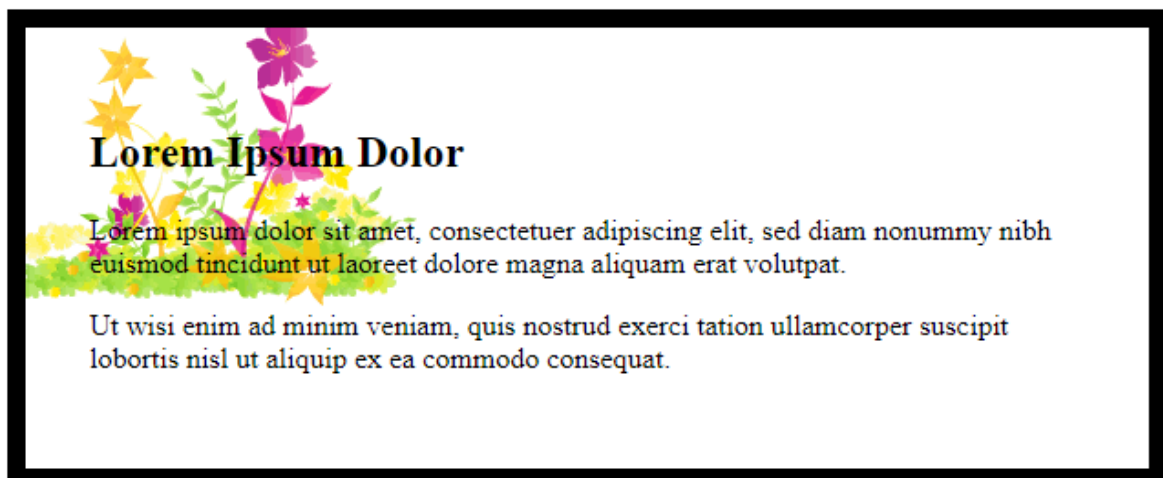 Lorem Ipsum Dolor
Lorem ipsum dolor sit amet, consectetuer adipiscing elit, sed diam nonummy nibh
euismod tincidunt ut laoreet dolore magna aliquam erat volutpat.
Ut wisi enim ad minim veniam, quis nostrud exerci tation ullamcorper suscipit
lobortis nisl ut aliquip ex ea commodo consequat.